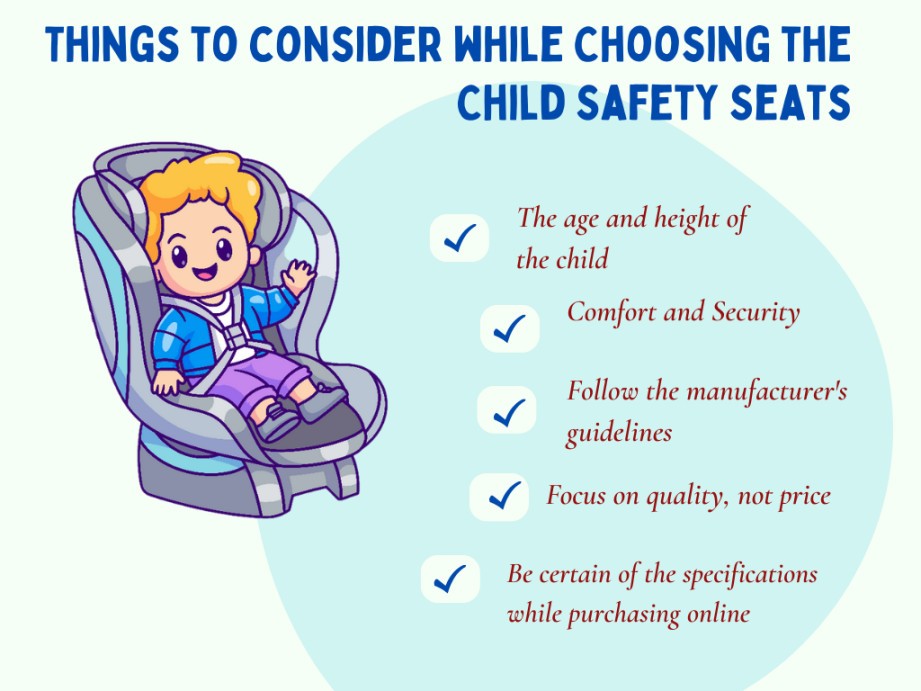 THINGS TO CONSIDER WHILE CHOOSING THE
CHILD SAFETY SEATS
The age and height of
the child
Comfort and Security
Follow the manufacturer's
guidelines
Focus on quality, not price
Be certain of the specifications
while purchasing online